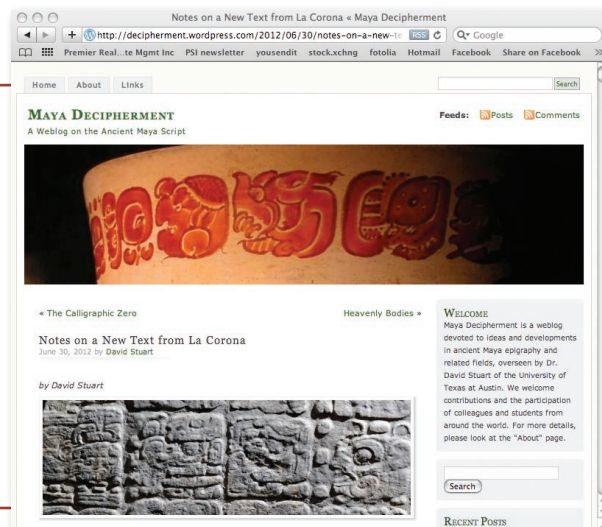 Notes on a New Text from La Corona « Maya Decipherment
http://decipherment.wordpress.com/2012/06/30/notes-on-a-new-te RSS Google
Premier Real...te Mgmt Inc PSI newsletter yousendit stock.xchng fotolia Hotmail Facebook Share on Facebook »
Home About Links Search
MAYA DECIPHERMENT
Feeds: Posts Comments
A Weblog on the Ancient Maya Script
« The Calligraphic Zero Heavenly Bodies »
Notes on a New Text from La Corona
June 30, 2012 by David Stuart
by David Stuart
WELCOME
Maya Decipherment is a weblog
devoted to ideas and developments
in ancient Maya epigraphy and
related fields, overseen by Dr.
David Stuart of the University of
Texas at Austin. We welcome
contributions and the participation
of colleagues and students from
around the world. For more details,
please look at the "About" page.
Search
RECENT POSTS